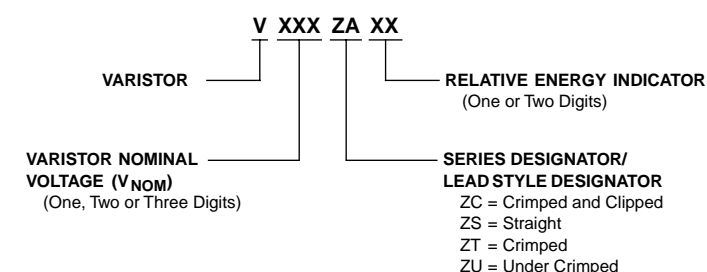 V XXX ZA XX
VARISTOR
RELATIVE ENERGY INDICATOR
(One or Two Digits)
VARISTOR NOMINAL
VOLTAGE (VNOM)
(One, Two or Three Digits)
SERIES DESIGNATOR/
LEAD STYLE DESIGNATOR
ZC = Crimped and Clipped
ZS = Straight
ZT = Crimped
ZU = Under Crimped